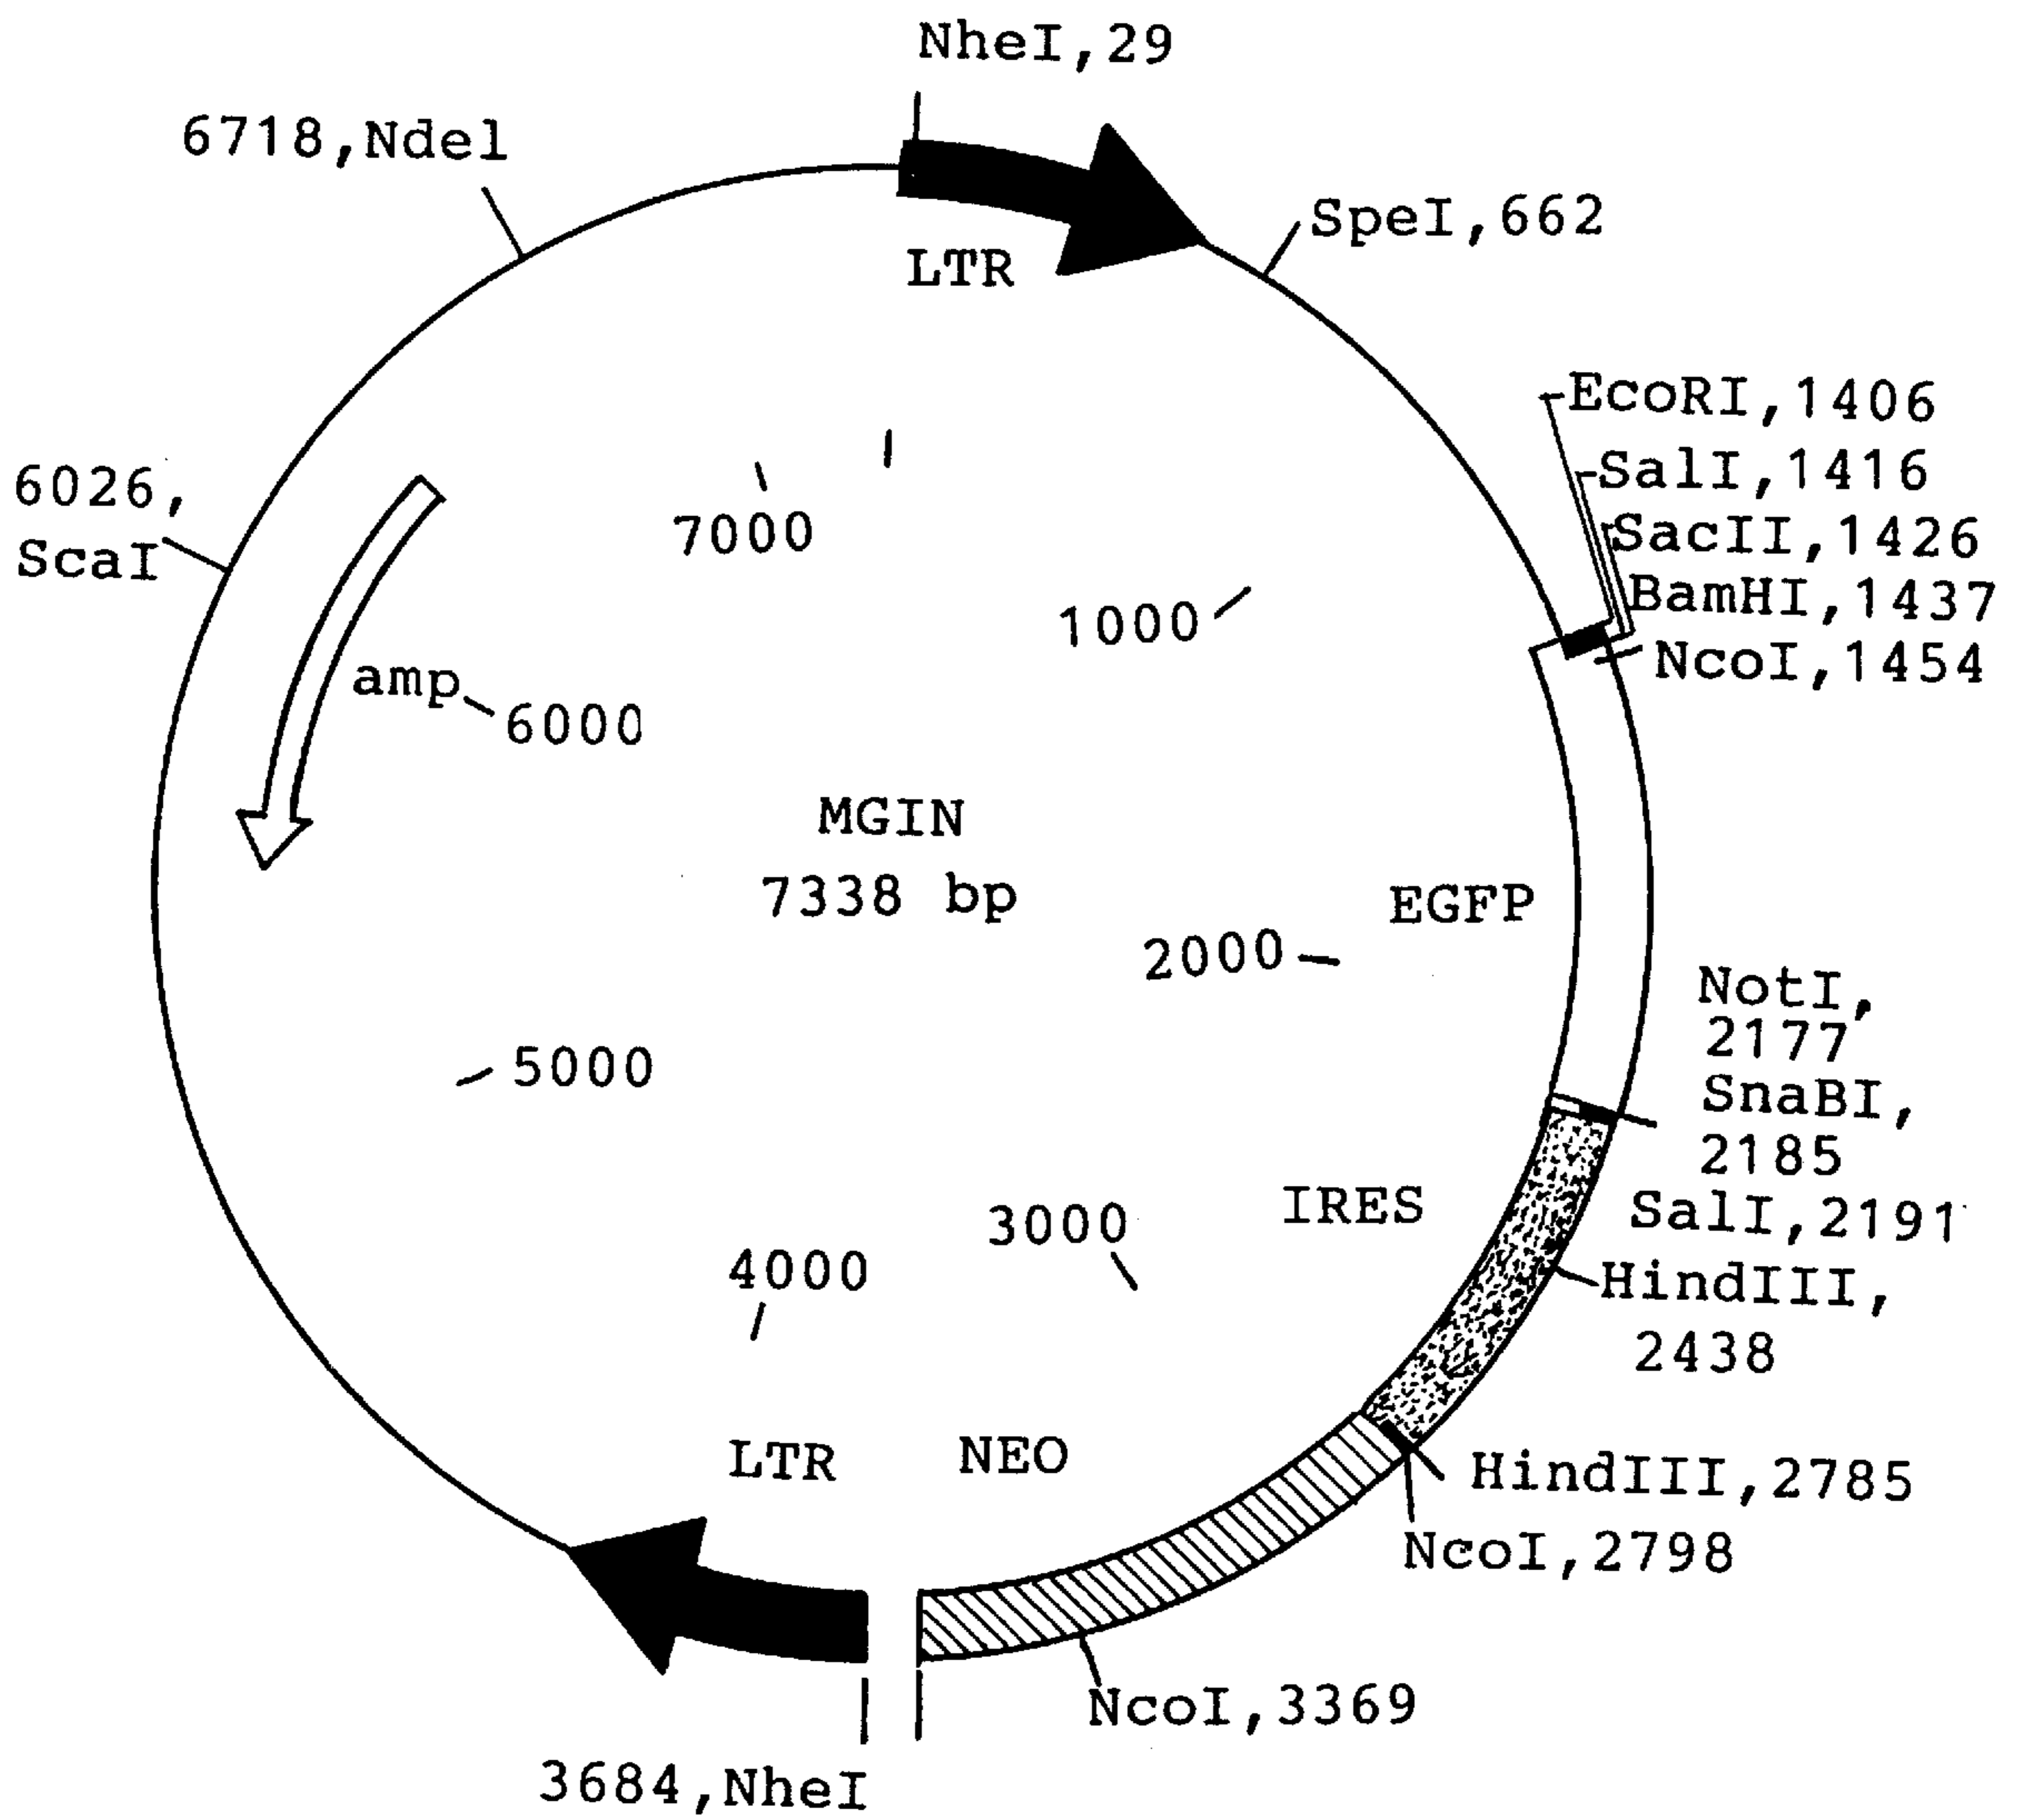 NheI,29
6718,Ndel
SpeI,662
LTR
EcoRI,1406
SalI,1416
SacII,1426
BamHI,1437
NcoI,1454
6026,
ScaI
7000
1000
amp
6000
MGIN
7338 bp
EGFP
2000
NotI,
2177
SnaBI,
2185
SalI,2191
HindIII,
2438
5000
IRES
3000
4000
LTR
NEO
HindIII,2785
NcoI,2798
NcoI,3369
3684,NheI